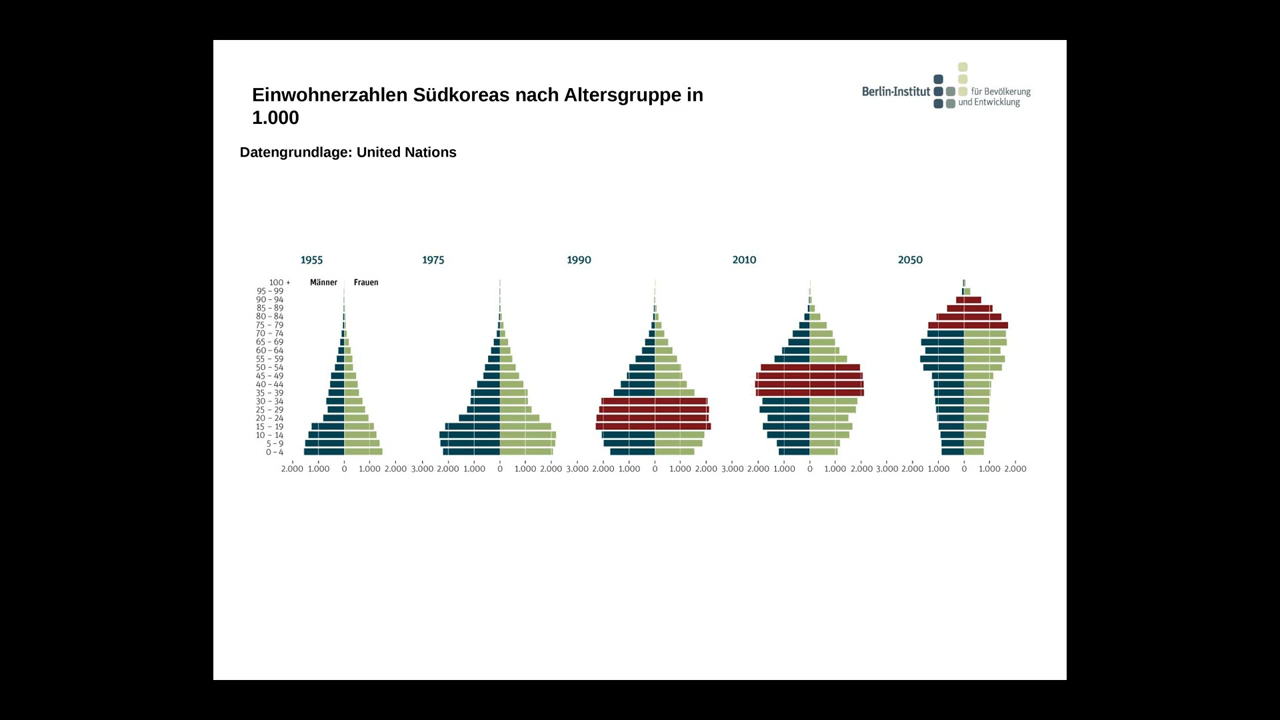 Einwohnerzahlen Südkoreas nach Altersgruppe in
1.000
Berlin-Institut für Bevölkerung
und Entwicklung
Datengrundlage: United Nations
1955 1975 1990 2010 2050
Männer Frauen
100 +
95 – 99
90 – 94
85 – 89
80 – 84
75 – 79
70 – 74
65 – 69
60 – 64
55 – 59
50 – 54
45 – 49
40 – 44
35 – 39
30 – 34
25 – 29
20 – 24
15 – 19
10 – 14
5 – 9
0 – 4
2.000 1.000 0 1.000 2.000 3.000 2.000 1.000 0 1.000 2.000 3.000 2.000 1.000 0 1.000 2.000 3.000 2.000 1.000 0 1.000 2.000 3.000 2.000 1.000 0 1.000 2.000